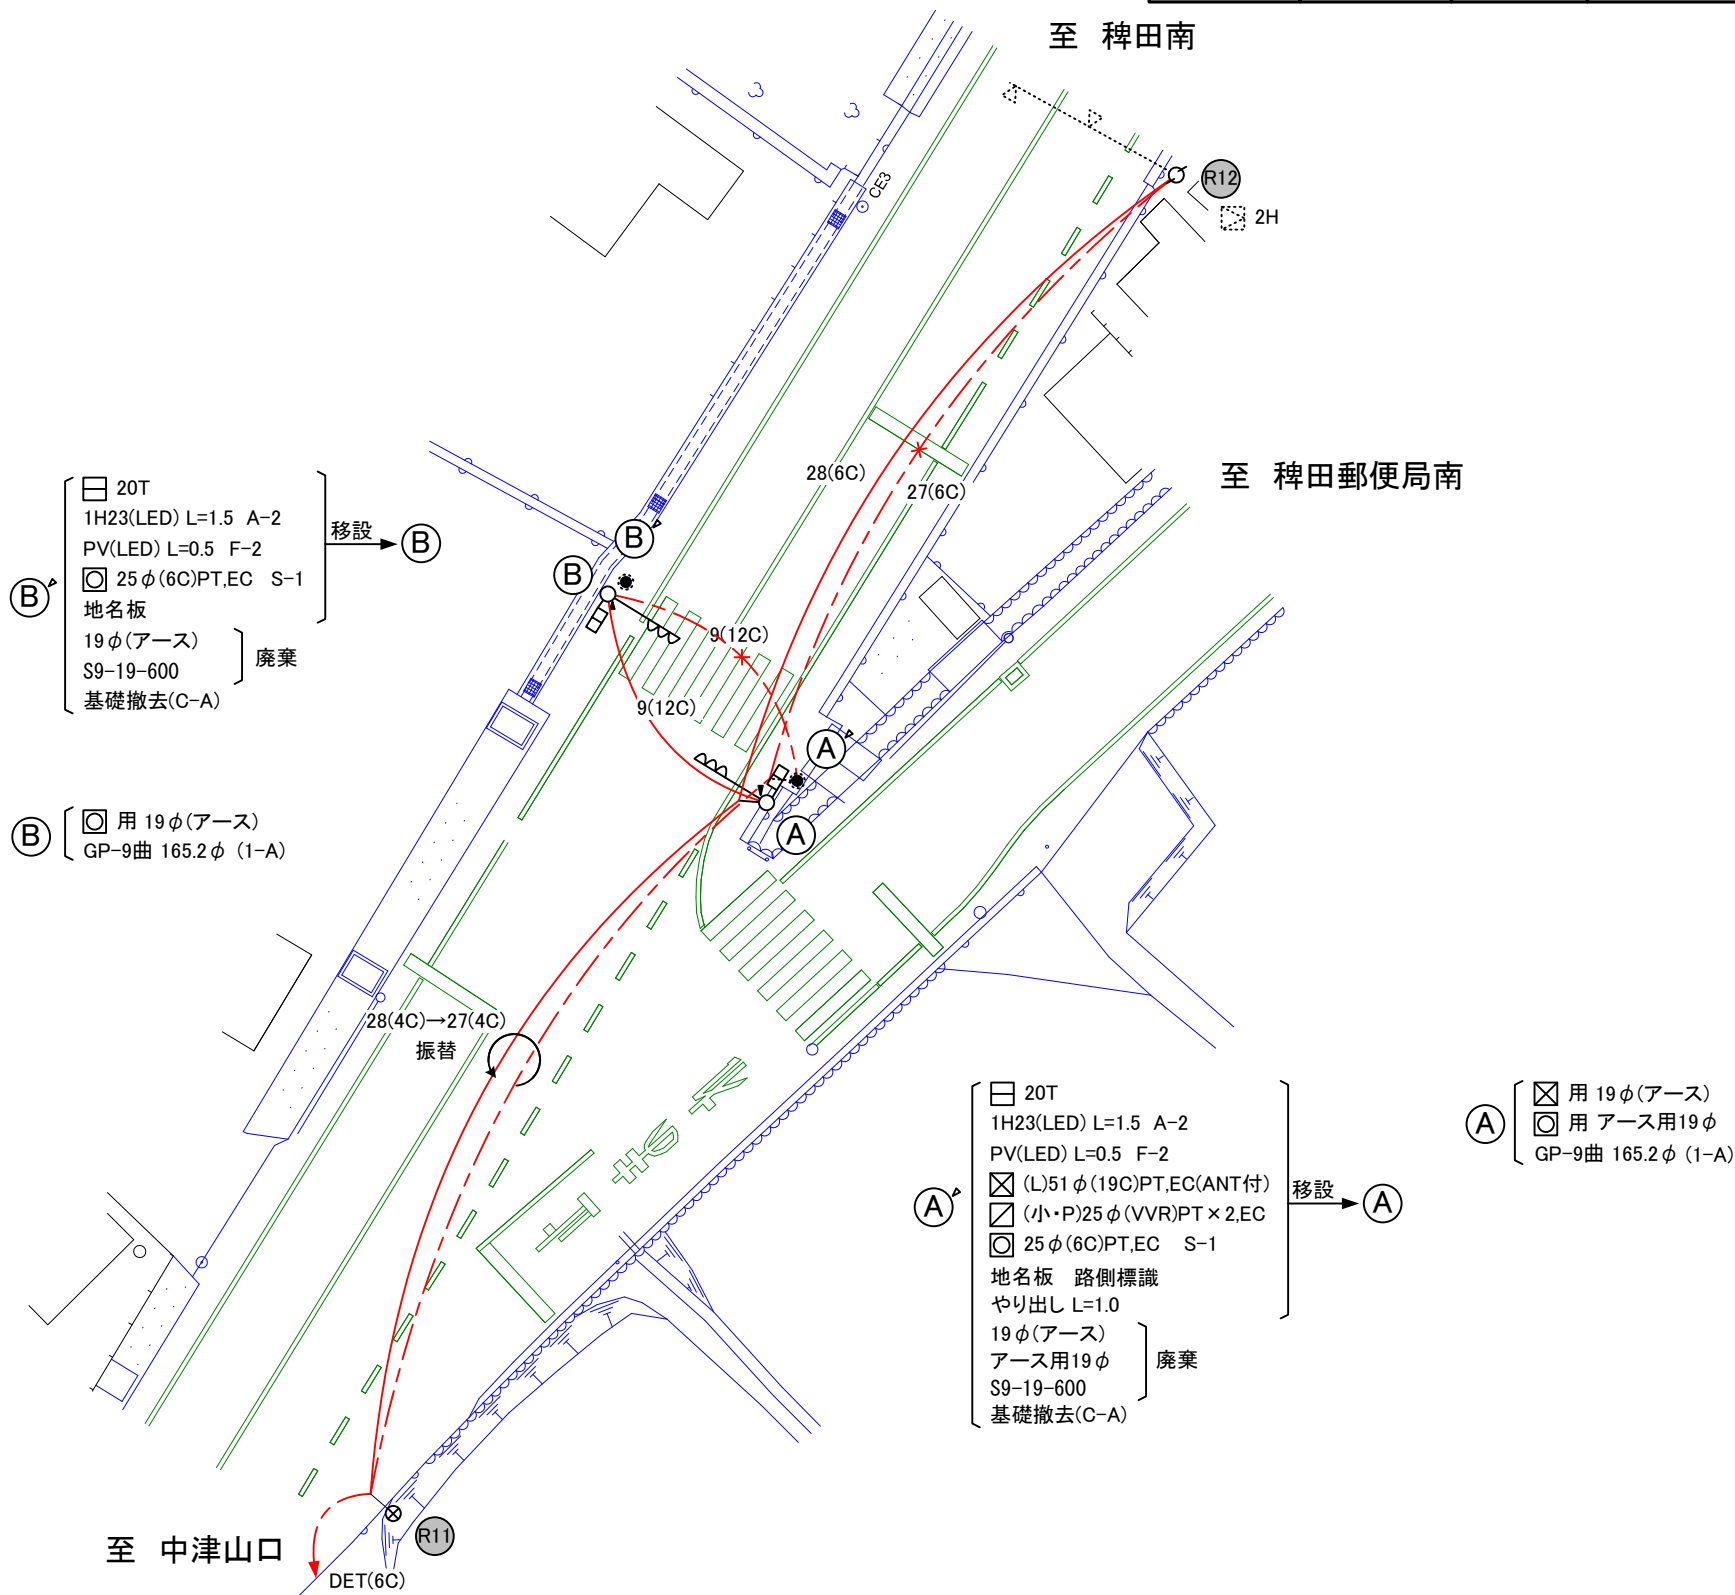 至 稗田南
CE3
R12
2H
28(6C)
27(6C)
至 稗田郵便局南
B'
20T
1H23(LED) L=1.5 A-2
PV(LED) L=0.5 F-2
25φ(6C)PT,EC S-1
地名板
19φ(アース)
S9-19-600
基礎撤去(C-A)
廃棄
移設
B
B'
B
9(12C)
9(12C)
A'
A
B
用 19φ(アース)
GP-9曲 165.2φ (1-A)
28(4C)→27(4C)
振替
A'
20T
1H23(LED) L=1.5 A-2
PV(LED) L=0.5 F-2
(L)51φ(19C)PT,EC(ANT付)
(小・P)25φ(VVR)PT×2,EC
25φ(6C)PT,EC S-1
地名板 路側標識
やり出し L=1.0
19φ(アース)
アース用19φ
S9-19-600
基礎撤去(C-A)
廃棄
移設
A
A
用 19φ(アース)
用 アース用19φ
GP-9曲 165.2φ (1-A)
至 中津山口
R11
DET(6C)